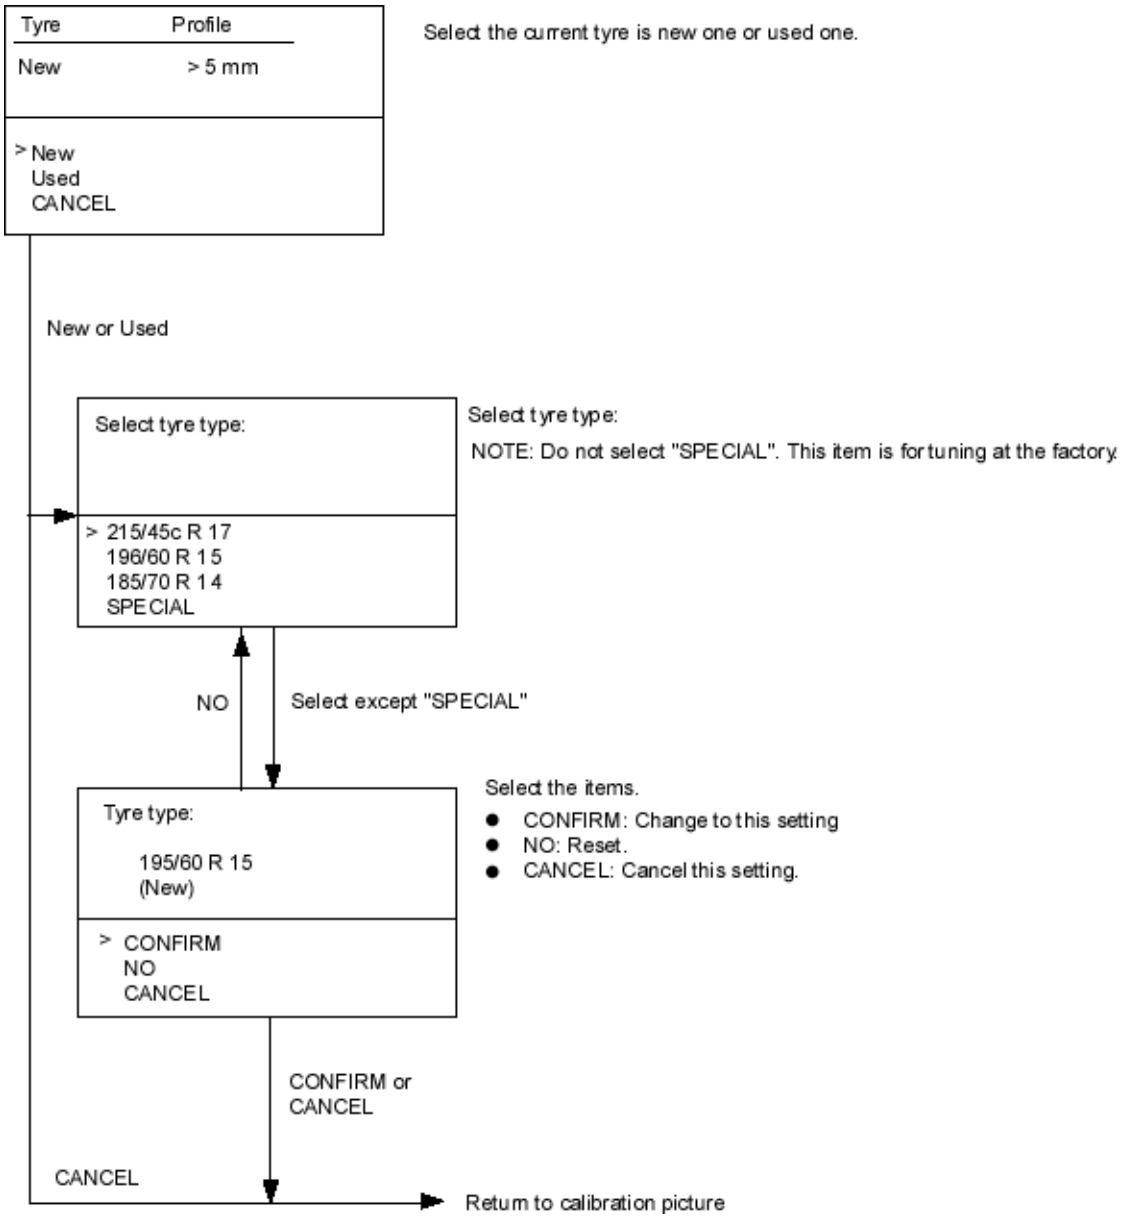 Tyre Profile
Select the current tyre is new one or used one.
New > 5 mm
> New
Used
CANCEL
New or Used
Select tyre type:
Select tyre type:
NOTE: Do not select "SPECIAL". This item is for tuning at the factory.
> 215/45c R 17
196/60 R 15
185/70 R 14
SPECIAL
NO
Select except "SPECIAL"
Tyre type:
195/60 R 15
(New)
Select the items.
● CONFIRM: Change to this setting
● NO: Reset.
● CANCEL: Cancel this setting.
> CONFIRM
NO
CANCEL
CONFIRM or
CANCEL
CANCEL
Return to calibration picture